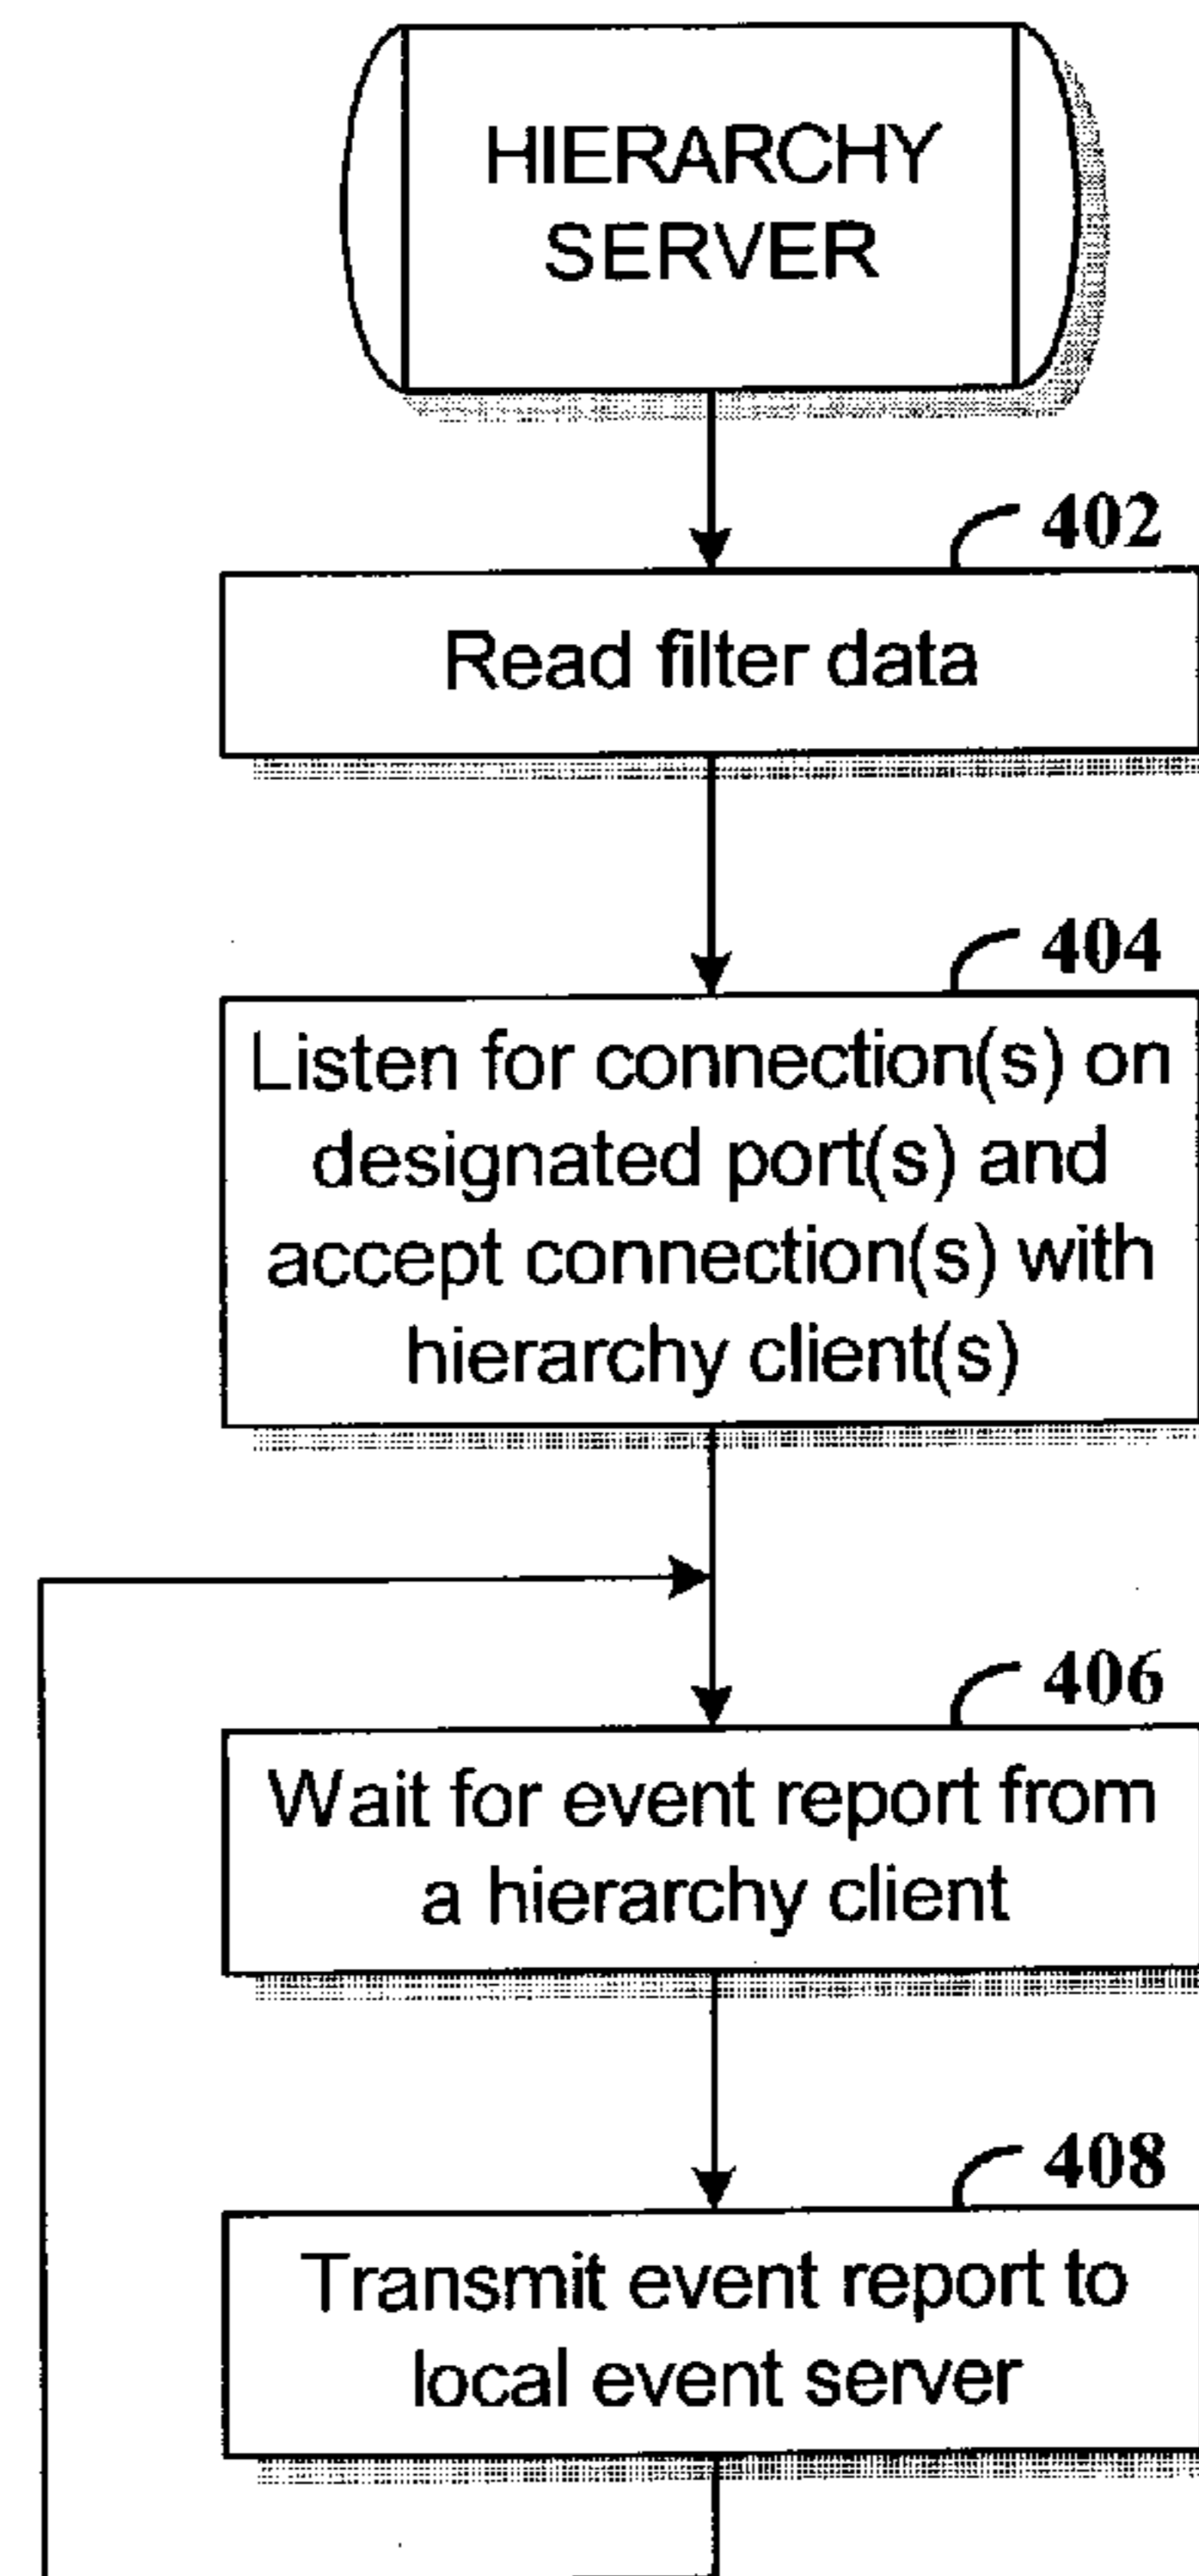 HIERARCHY
SERVER
402
Read filter data
404
Listen for connection(s) on
designated port(s) and
accept connection(s) with
hierarchy client(s)
406
Wait for event report from
a hierarchy client
408
Transmit event report to
local event server